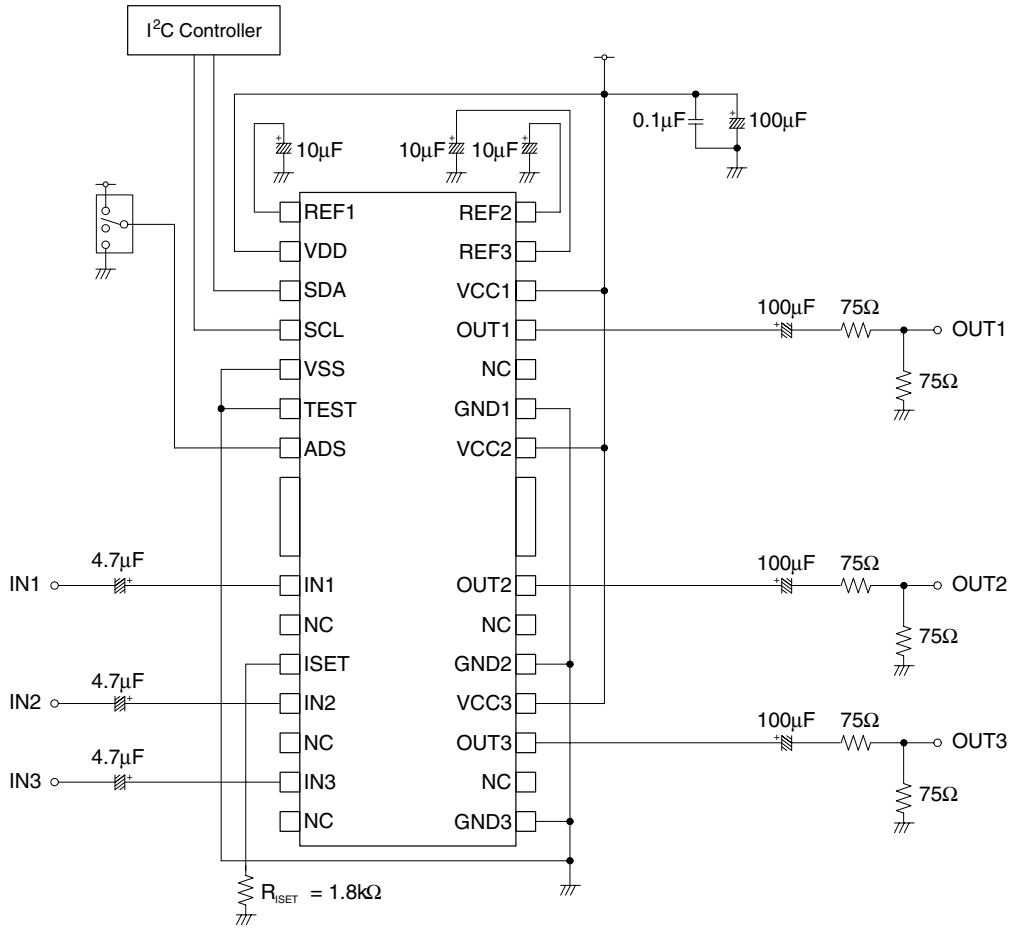 I²C Controller
0.1µF
100µF
10µF
10µF
10µF
REF1
REF2
VDD
REF3
SDA
VCC1
SCL
OUT1
100µF
75Ω
OUT1
VSS
NC
75Ω
TEST
GND1
ADS
VCC2
4.7µF
100µF
75Ω
IN1
IN1
OUT2
OUT2
NC
NC
75Ω
ISET
GND2
4.7µF
IN2
IN2
VCC3
100µF
75Ω
NC
OUT3
OUT3
4.7µF
IN3
IN3
NC
75Ω
NC
GND3
RISET = 1.8kΩ